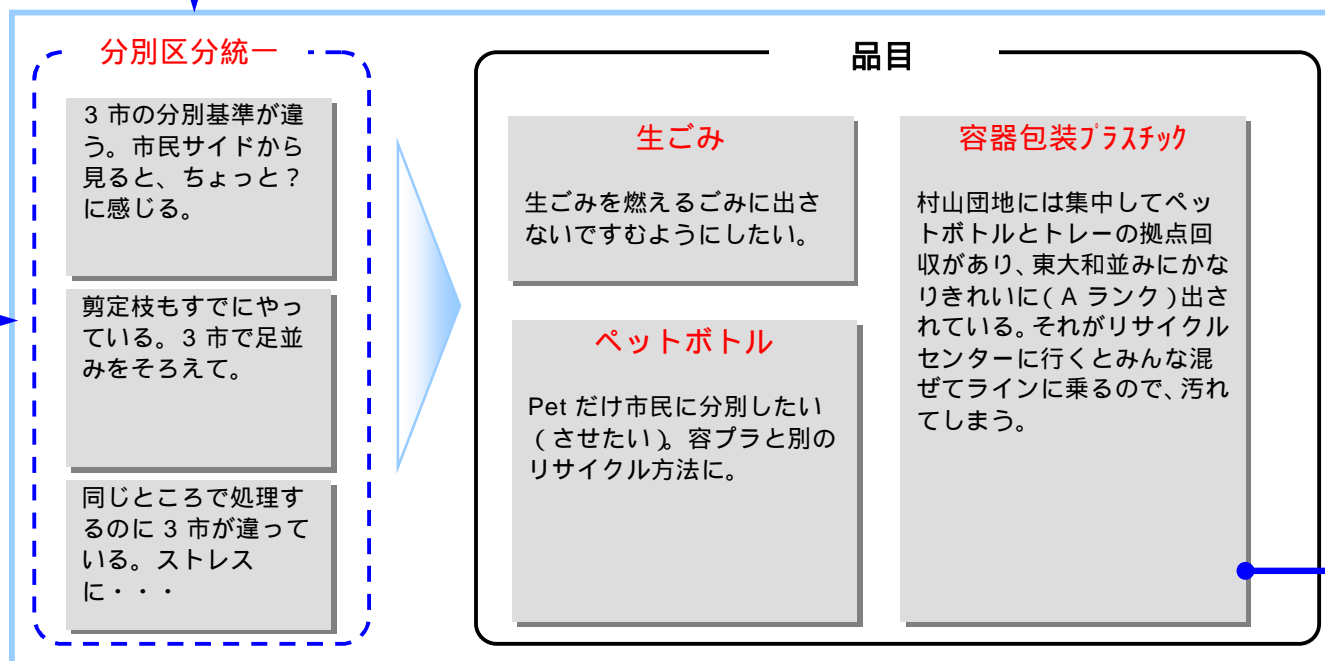 分別区分統一
3 市の分別基準が違
う。市民サイドから
見ると、ちょっと？
に感じる。
剪定枝もすでにやっ
ている。3 市で足並
みをそろえて。
同じところで処理す
るのに 3 市が違って
いる。ストレス
に・・・
品目
生ごみ
生ごみを燃えるごみに出さ
ないですむようにしたい。
ペットボトル
Pet だけ市民に分別したい
（させたい）。容プラと別の
リサイクル方法に。
容器包装ﾌﾟﾗｽﾁｯｸ
村山団地には集中してペッ
トボトルとトレーの拠点回
収があり、東大和並みにかな
りきれいに（A ランク）出さ
れている。それがリサイクル
センターに行くとみんな混
ぜてラインに乗るので、汚れ
てしまう。